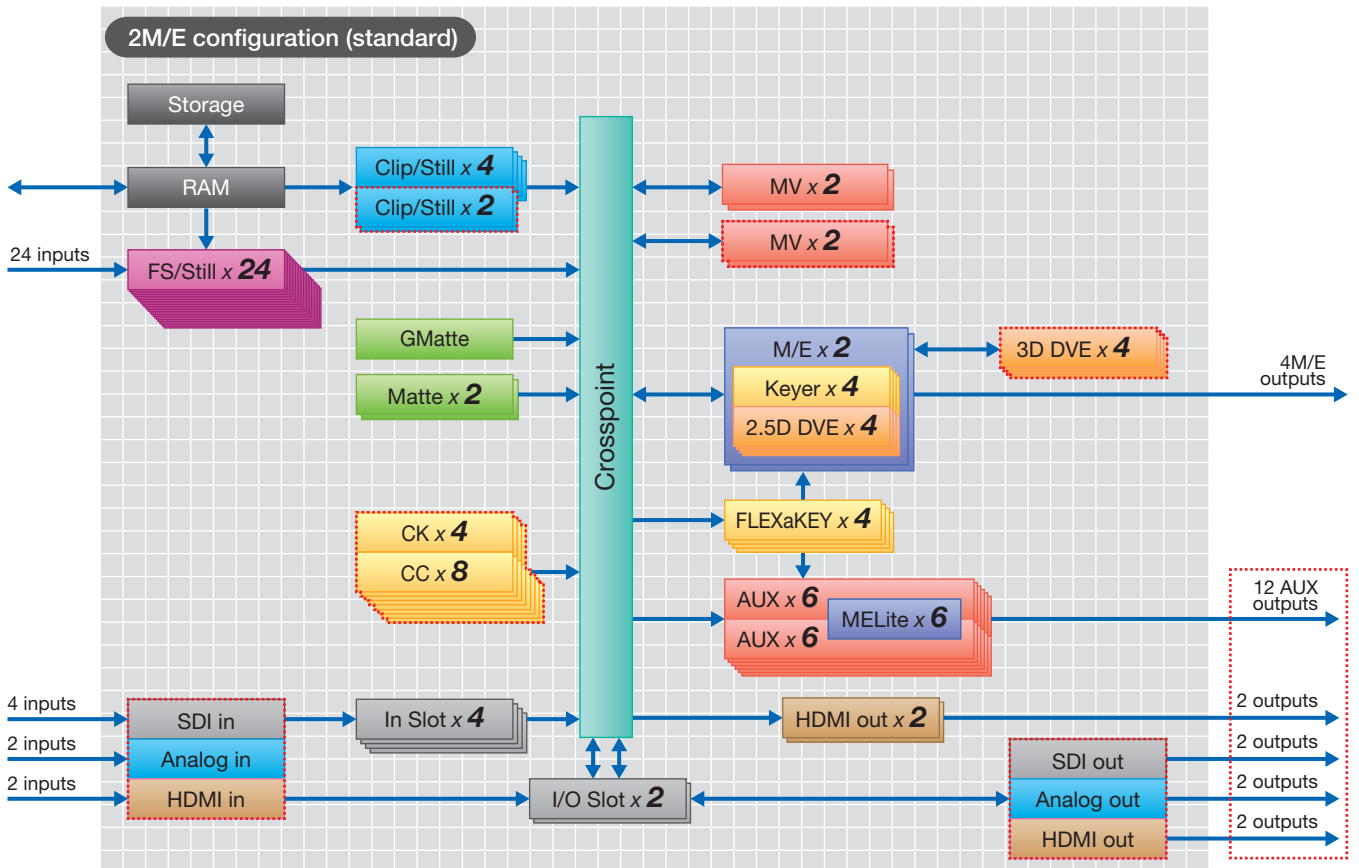 2M/E configuration (standard)
Storage
RAM
Clip/Still x 4
Clip/Still x 2
24 inputs
FS/Still x 24
GMatte
Matte x 2
CK x 4
CC x 8
Crosspoint
MV x 2
MV x 2
M/E x 2
Keyer x 4
2.5D DVE x 4
3D DVE x 4
4M/E
outputs
FLEXaKEY x 4
AUX x 6
MELite x 6
AUX x 6
12 AUX
outputs
4 inputs
SDI in
In Slot x 4
2 inputs
Analog in
2 inputs
HDMI in
I/O Slot x 2
HDMI out x 2
2 outputs
SDI out
2 outputs
Analog out
2 outputs
HDMI out
2 outputs